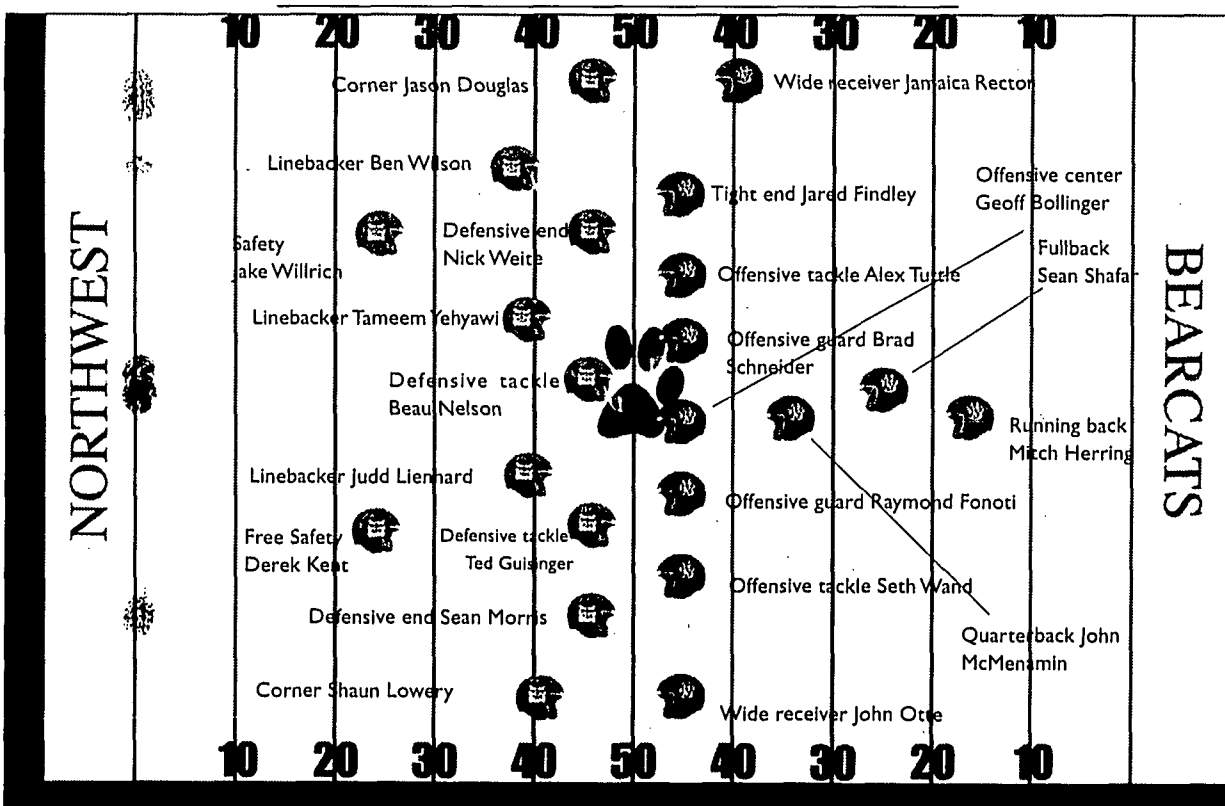 10 20 30 40 50 40 30 20 10
Corner Jason Douglas
Wide receiver Jamaica Rector
Linebacker Ben Wilson
Tight end Jared Findley
Offensive center
Geoff Bollinger
Safety
Jake Willrich
Defensive end
Nick Weite
Fullback
Sean Shafar
Offensive tackle Alex Tuttle
Linebacker Tameem Yehyawi
Offensive guard Brad
Schneider
NORTHWEST
BEARCATS
Defensive tackle
Beau Nelson
Running back
Mitch Herring
Linebacker Judd Lienhard
Offensive guard Raymond Fonoti
Free Safety
Derek Kent
Defensive tackle
Ted Guisinger
Offensive tackle Seth Wand
Defensive end Sean Morris
Quarterback John
McMenamin
Corner Shaun Lowery
Wide receiver John Otte
10 20 30 40 50 40 30 20 10